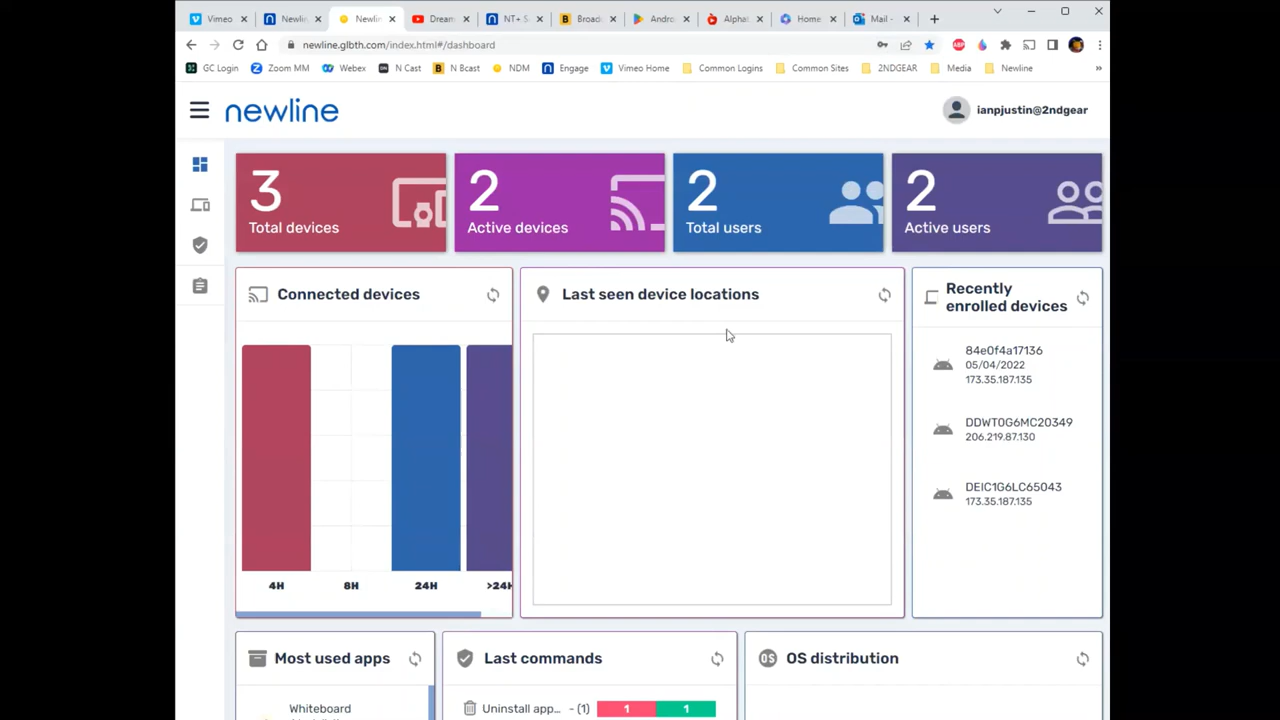 Vimeo
Newlin
Newlin
Dream
NT+ S
Broad
Andro
Alpha
Home
Mail -
newline.glbth.com/index.html#/dashboard
GC Login
Zoom MM
Webex
N Cast
N Bcast
NDM
Engage
Vimeo Home
Common Logins
Common Sites
2NDGEAR
Media
Newline
»
newline
ianpjustin@2ndgear
3
Total devices
2
Active devices
2
Total users
2
Active users
Connected devices
4H
8H
24H
>24H
Last seen device locations
Recently
enrolled devices
84e0f4a17136
05/04/2022
173.35.187.135
DDWT0G6MC20349
206.219.87.130
DEIC1G6LC65043
173.35.187.135
Most used apps
Whiteboard
Last commands
Uninstall app... - (1) 1 1
OS distribution